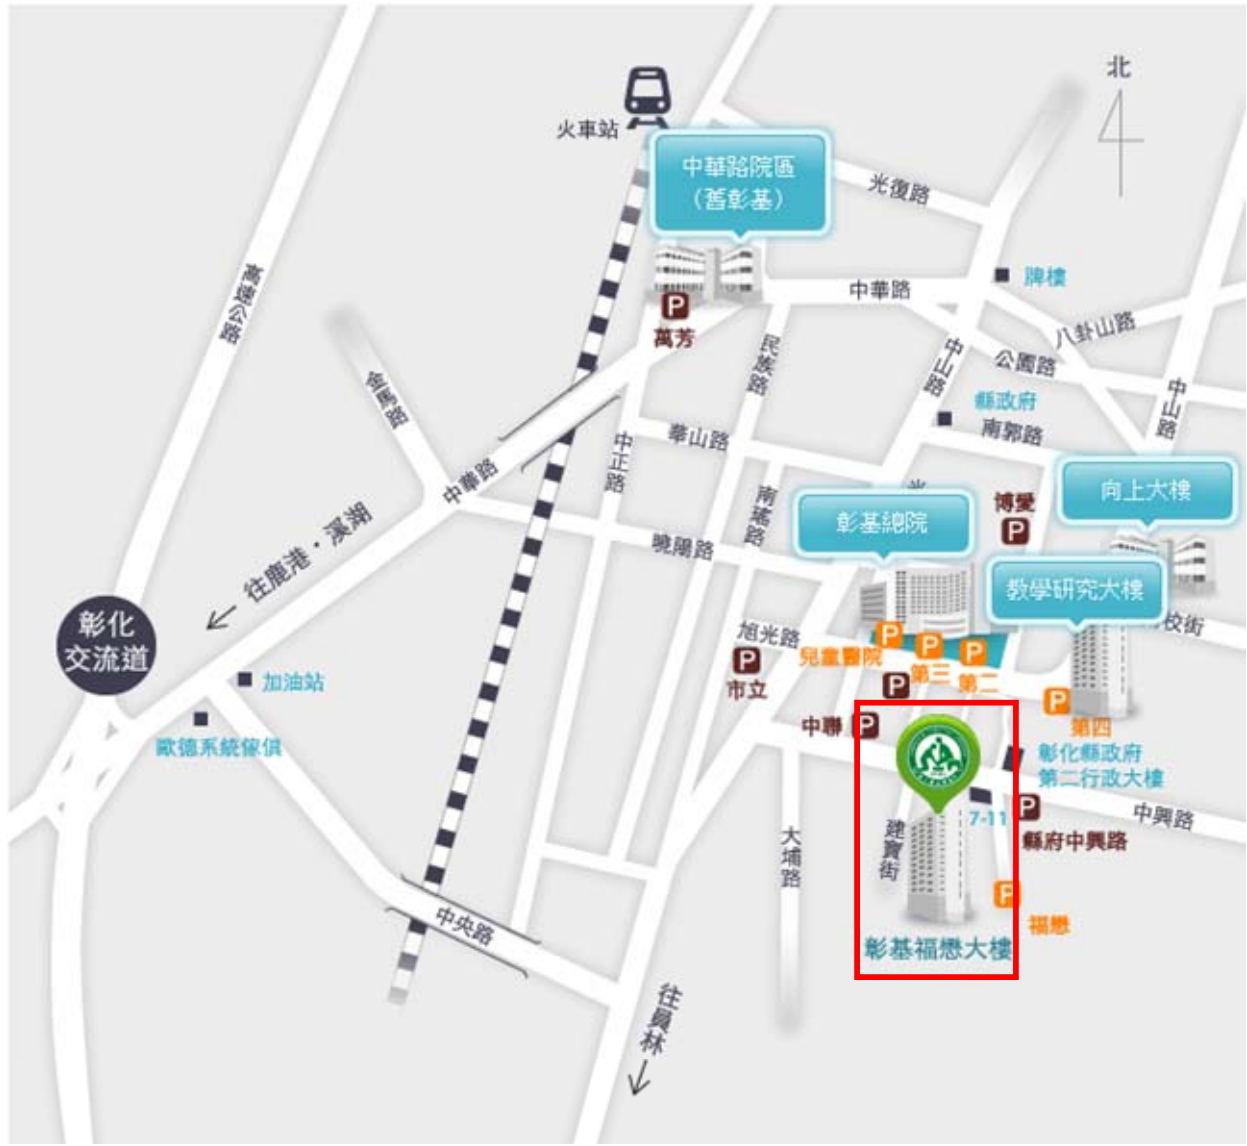 北
火車站
中華路院區
（舊彰基）
光復路
高速公路
牌樓
中華路
萬芳
八卦山路
民族路
中山路
公園路
金馬路
中山路
縣政府
南郭路
華山路
中正路
中華路
向上大樓
南瑤路
光
博愛
彰基總院
往鹿港・溪湖
曉陽路
教學研究大樓
彰化
交流道
旭光路
校街
兒童醫院
第三
第二
市立
加油站
中聯
第四
歐德系統傢俱
彰化縣政府
第二行政大樓
7-11
中興路
建寶街
大埔路
縣府中興路
中央路
福懋
彰基福懋大樓
往員林
P
P
P
P
P
P
P
P
P
P
P